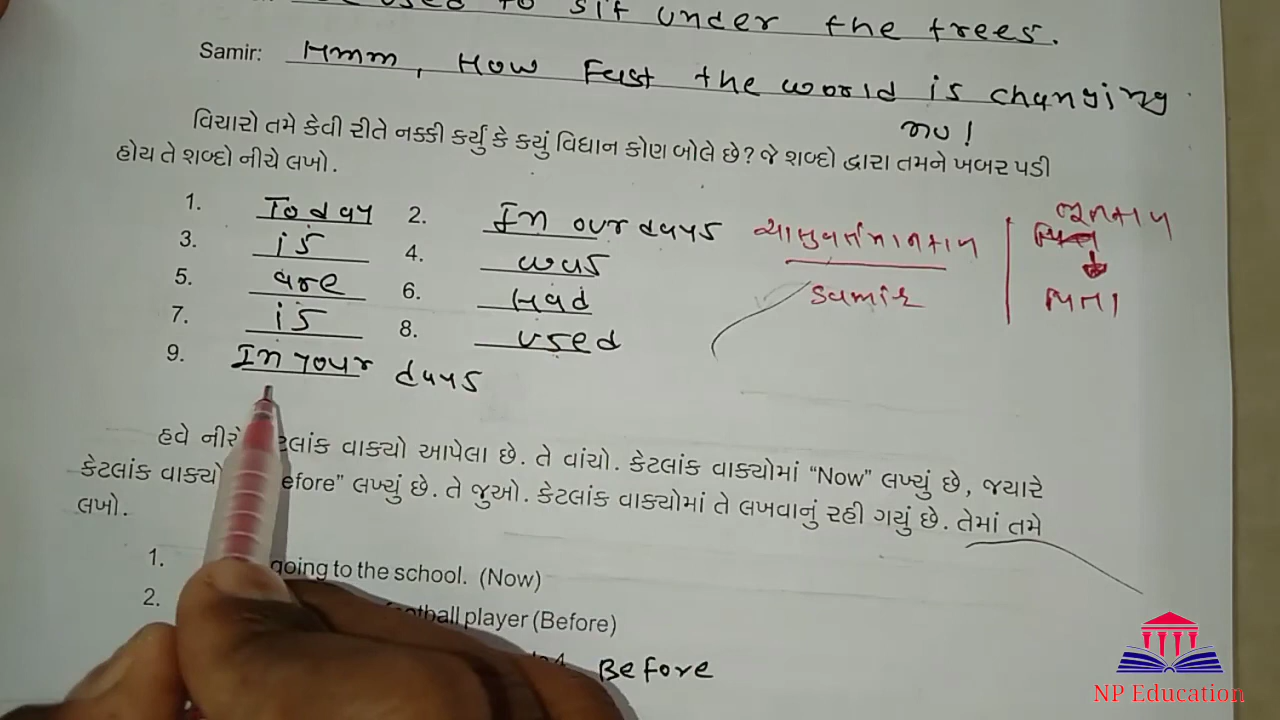 used to sit under the trees.
Samir: Hmm, How Fast the world is changing
no!
વિચારો તમે કેવી રીતે નક્કી કર્યું કે કયું વિધાન કોણ બોલે છે? જે શબ્દો દ્વારા તમને ખબર પડી
હોય તે શબ્દો નીચે લખો.
1. Today 2. In our days
3. is 4. was
5. are 6. Had
7. is 8. used
9. In your days
ચાલુવર્તમાનકાળ
Samir
ભૂતકાળ
પિતા
હવે નીચે કેટલાંક વાક્યો આપેલા છે. તે વાંચો. કેટલાંક વાક્યોમાં “Now” લખ્યું છે, જ્યારે
કેટલાંક વાક્યો efore” લખ્યું છે. તે જુઓ. કેટલાંક વાક્યોમાં તે લખવાનું રહી ગયું છે. તેમાં તમે
લખો.
1. going to the school. (Now)
2. football player (Before)
Before
NP Education